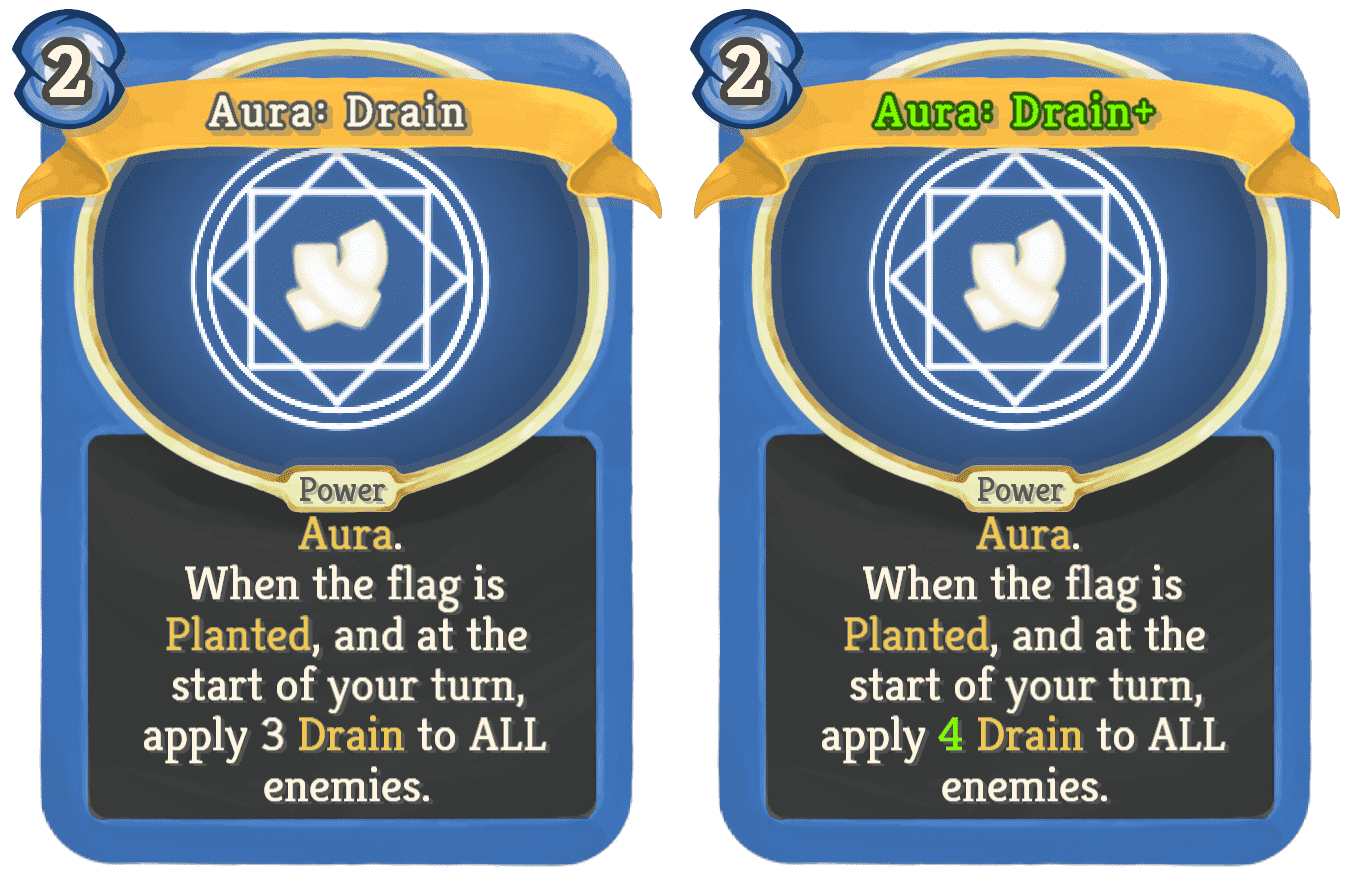 2
Aura: Drain
Power
Aura.
When the flag is
Planted, and at the
start of your turn,
apply 3 Drain to ALL
enemies.
2
Aura: Drain+
Power
Aura.
When the flag is
Planted, and at the
start of your turn,
apply 4 Drain to ALL
enemies.